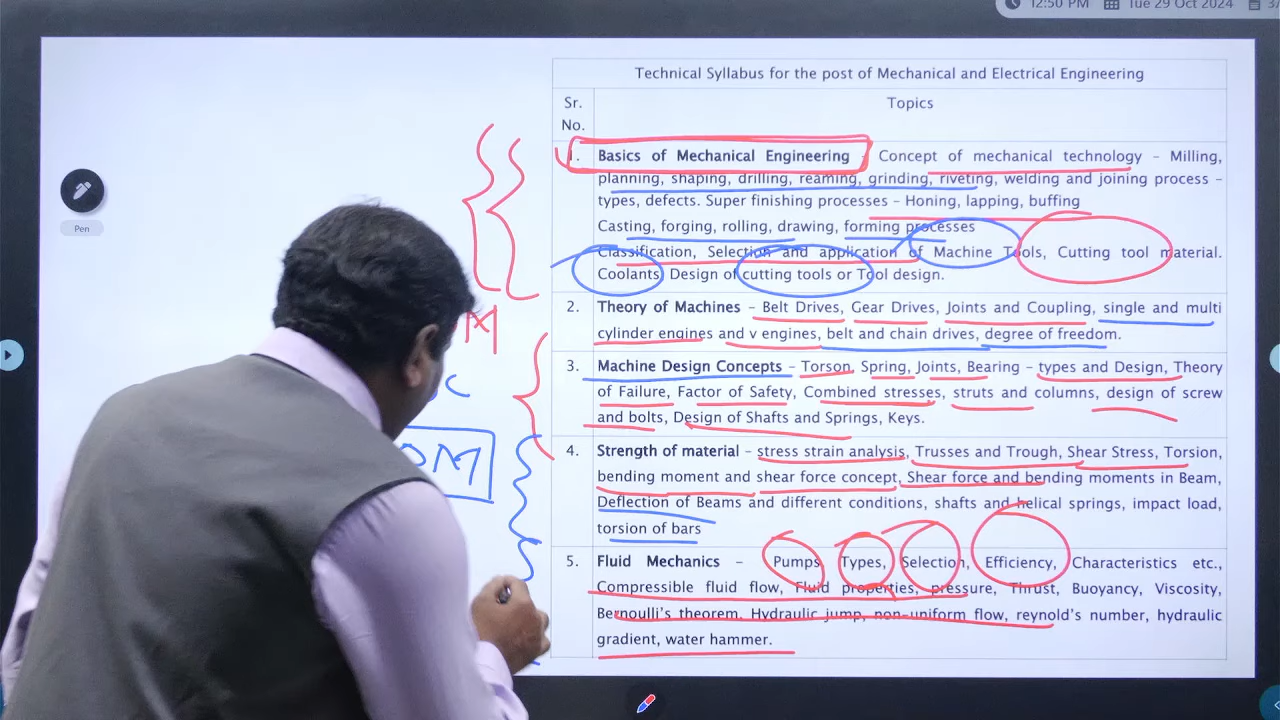 12:50 PM Tue 29 Oct 2024
Pen
Technical Syllabus for the post of Mechanical and Electrical Engineering
Sr. No. Topics
1. Basics of Mechanical Engineering – Concept of mechanical technology – Milling,
planning, shaping, drilling, reaming, grinding, riveting, welding and joining process –
types, defects. Super finishing processes – Honing, lapping, buffing
Casting, forging, rolling, drawing, forming processes
Classification, Selection and application of Machine Tools, Cutting tool material.
Coolants, Design of cutting tools or Tool design.
2. Theory of Machines – Belt Drives, Gear Drives, Joints and Coupling, single and multi
cylinder engines and v engines, belt and chain drives, degree of freedom.
3. Machine Design Concepts – Torson, Spring, Joints, Bearing – types and Design, Theory
of Failure, Factor of Safety, Combined stresses, struts and columns, design of screw
and bolts, Design of Shafts and Springs, Keys.
4. Strength of material – stress strain analysis, Trusses and Trough, Shear Stress, Torsion,
bending moment and shear force concept, Shear force and bending moments in Beam,
Deflection of Beams and different conditions, shafts and helical springs, impact load,
torsion of bars
5. Fluid Mechanics – Pumps, Types, Selection, Efficiency, Characteristics etc.,
Compressible fluid flow, Fluid properties, pressure, Thrust, Buoyancy, Viscosity,
Bernoulli's theorem. Hydraulic jump, non-uniform flow, reynold's number, hydraulic
gradient, water hammer.